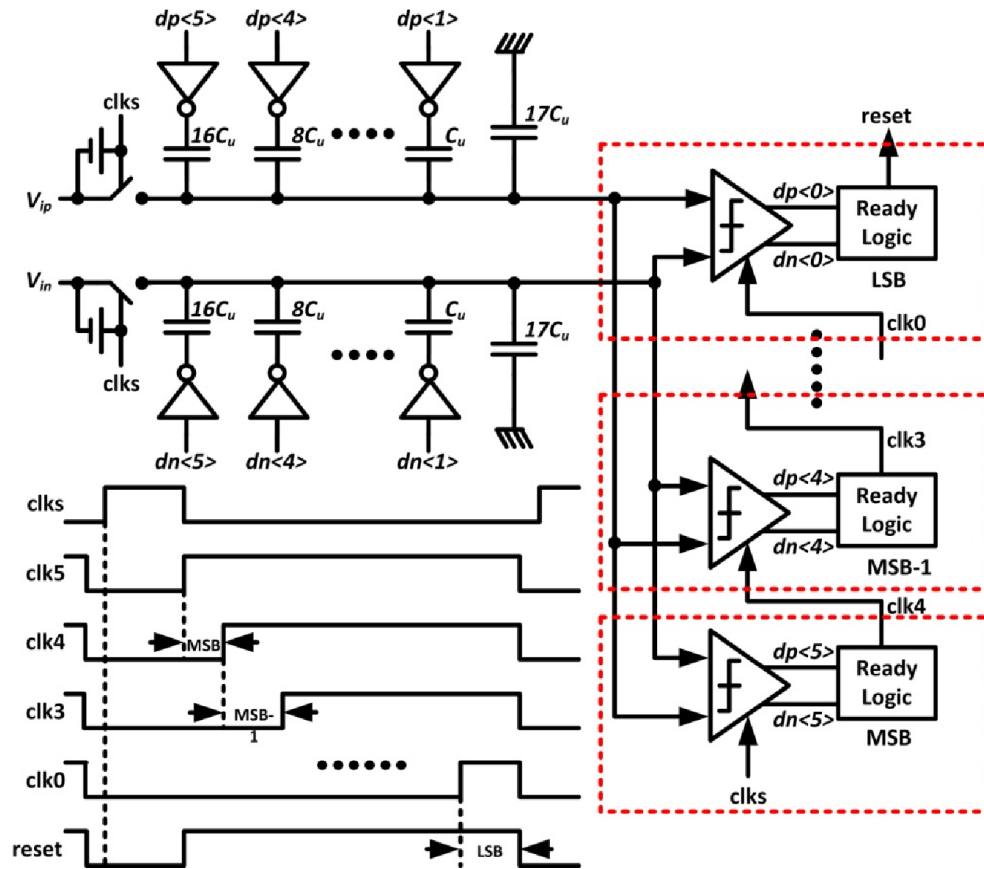 dp<5> dp<4> dp<1>
clks
16Cu 8Cu Cu 17Cu
Vip
Vin
16Cu 8Cu Cu 17Cu
clks
dn<5> dn<4> dn<1>
reset
dp<0>
dn<0>
Ready
Logic
LSB
clk0
clk3
dp<4>
dn<4>
Ready
Logic
MSB-1
clk4
dp<5>
dn<5>
Ready
Logic
MSB
clks
clks
clk5
clk4
MSB
clk3
MSB-
1
clk0
reset
LSB